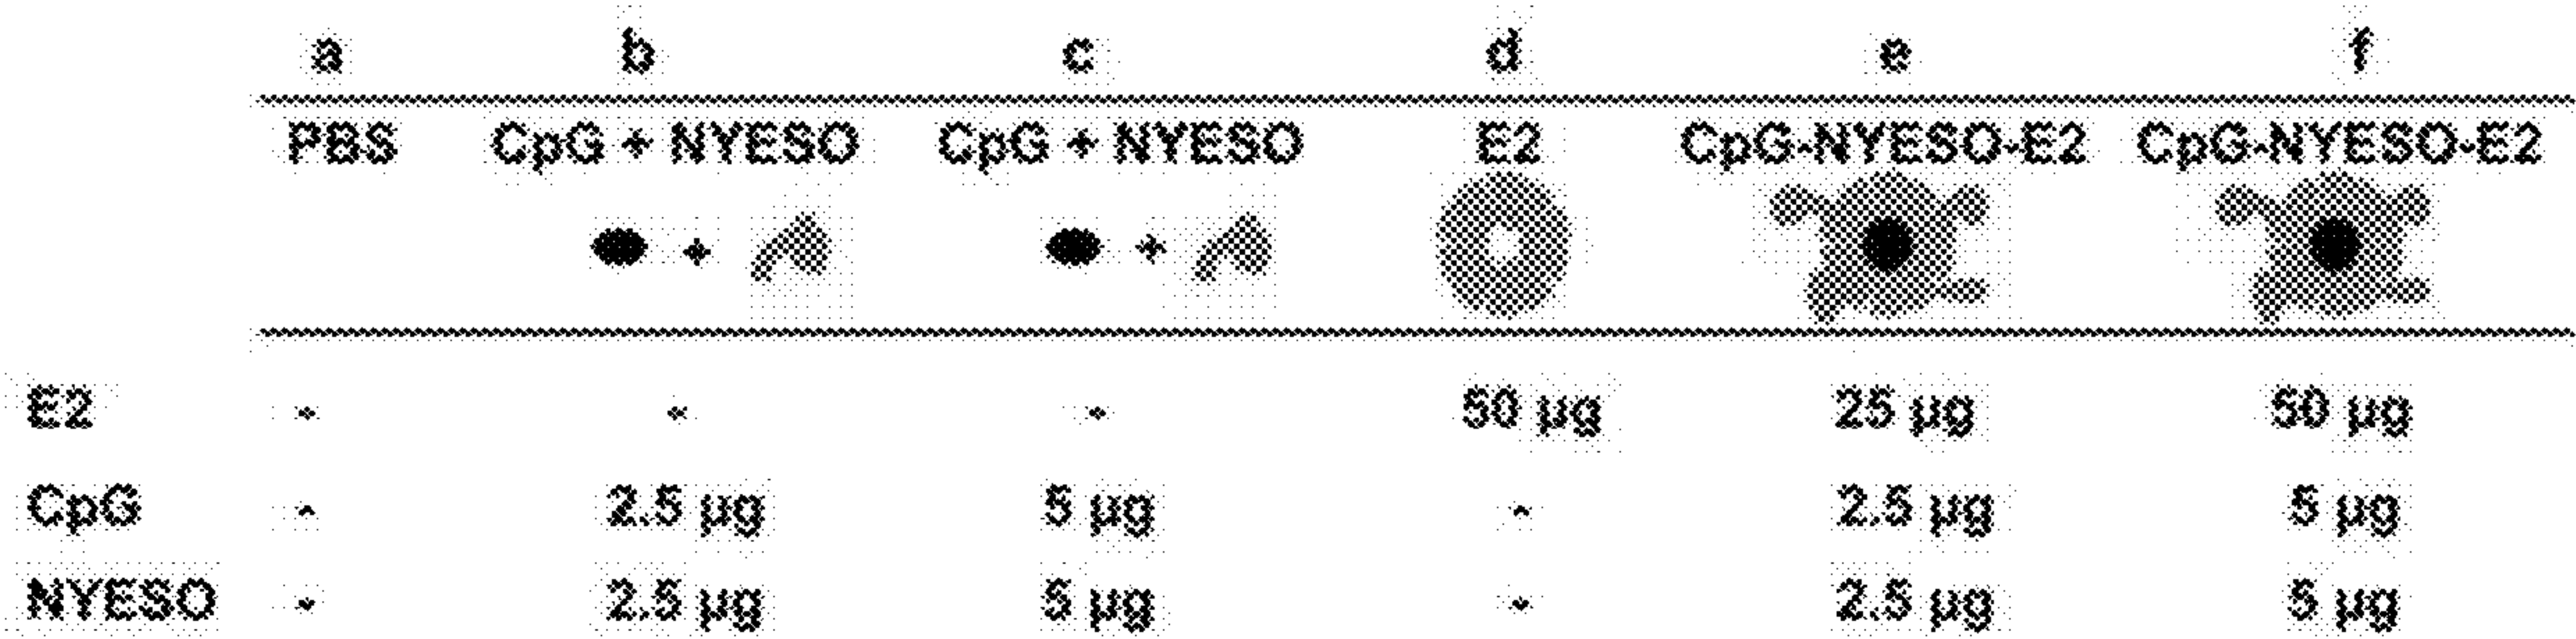 a b c d e f
PBS CpG + NYESO CpG + NYESO E2 CpG-NYESO-E2 CpG-NYESO-E2
+ +
E2 - - - 50 µg 25 µg 50 µg
CpG - 2.5 µg 5 µg - 2.5 µg 5 µg
NYESO - 2.5 µg 5 µg - 2.5 µg 5 µg